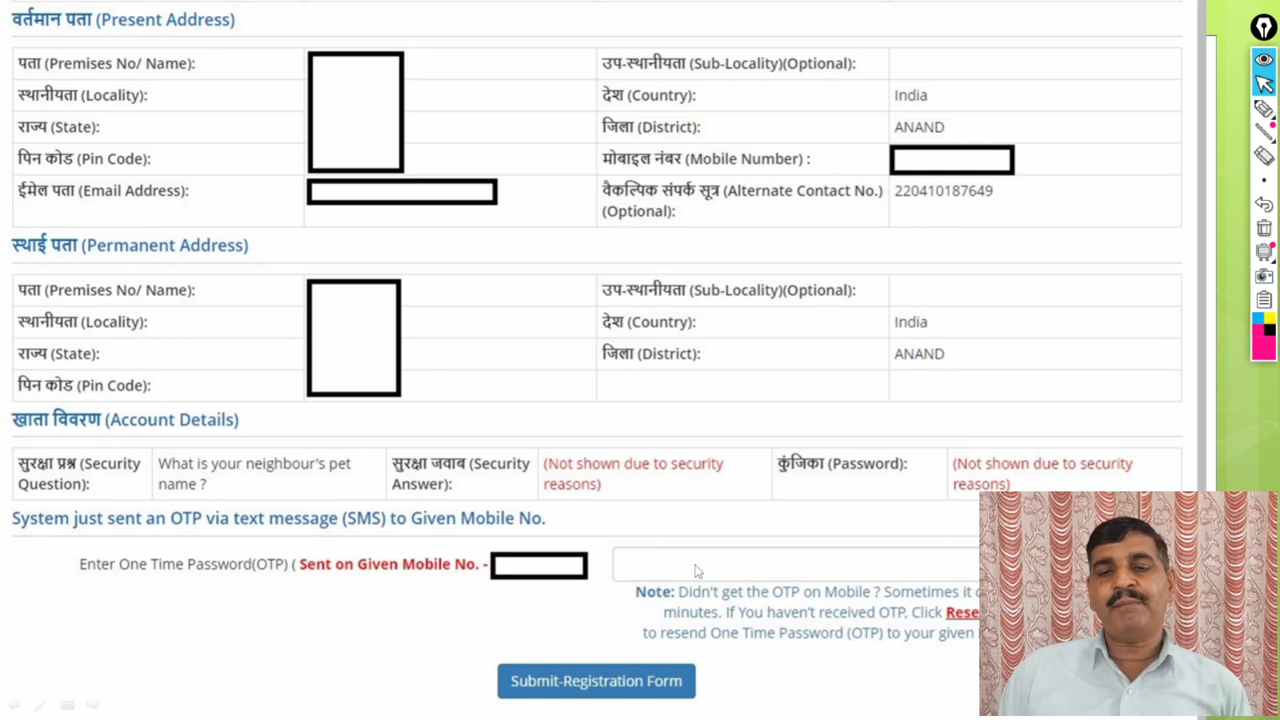 वर्तमान पता (Present Address)
पता (Premises No/ Name): उप-स्थानीयता (Sub-Locality)(Optional):
स्थानीयता (Locality): देश (Country): India
राज्य (State): जिला (District): ANAND
पिन कोड (Pin Code): मोबाइल नंबर (Mobile Number) :
ईमेल पता (Email Address): वैकल्पिक संपर्क सूत्र (Alternate Contact No.) 220410187649
(Optional):
स्थाई पता (Permanent Address)
पता (Premises No/ Name): उप-स्थानीयता (Sub-Locality)(Optional):
स्थानीयता (Locality): देश (Country): India
राज्य (State): जिला (District): ANAND
पिन कोड (Pin Code):
खाता विवरण (Account Details)
सुरक्षा प्रश्न (Security What is your neighbour's pet सुरक्षा जवाब (Security (Not shown due to security कुंजिका (Password): (Not shown due to security
Question): name ? Answer): reasons) reasons)
System just sent an OTP via text message (SMS) to Given Mobile No.
Enter One Time Password(OTP) ( Sent on Given Mobile No. -
Note: Didn't get the OTP on Mobile ? Sometimes it
minutes. If You haven't received OTP, Click
to resend One Time Password (OTP) to your given
Submit-Registration Form